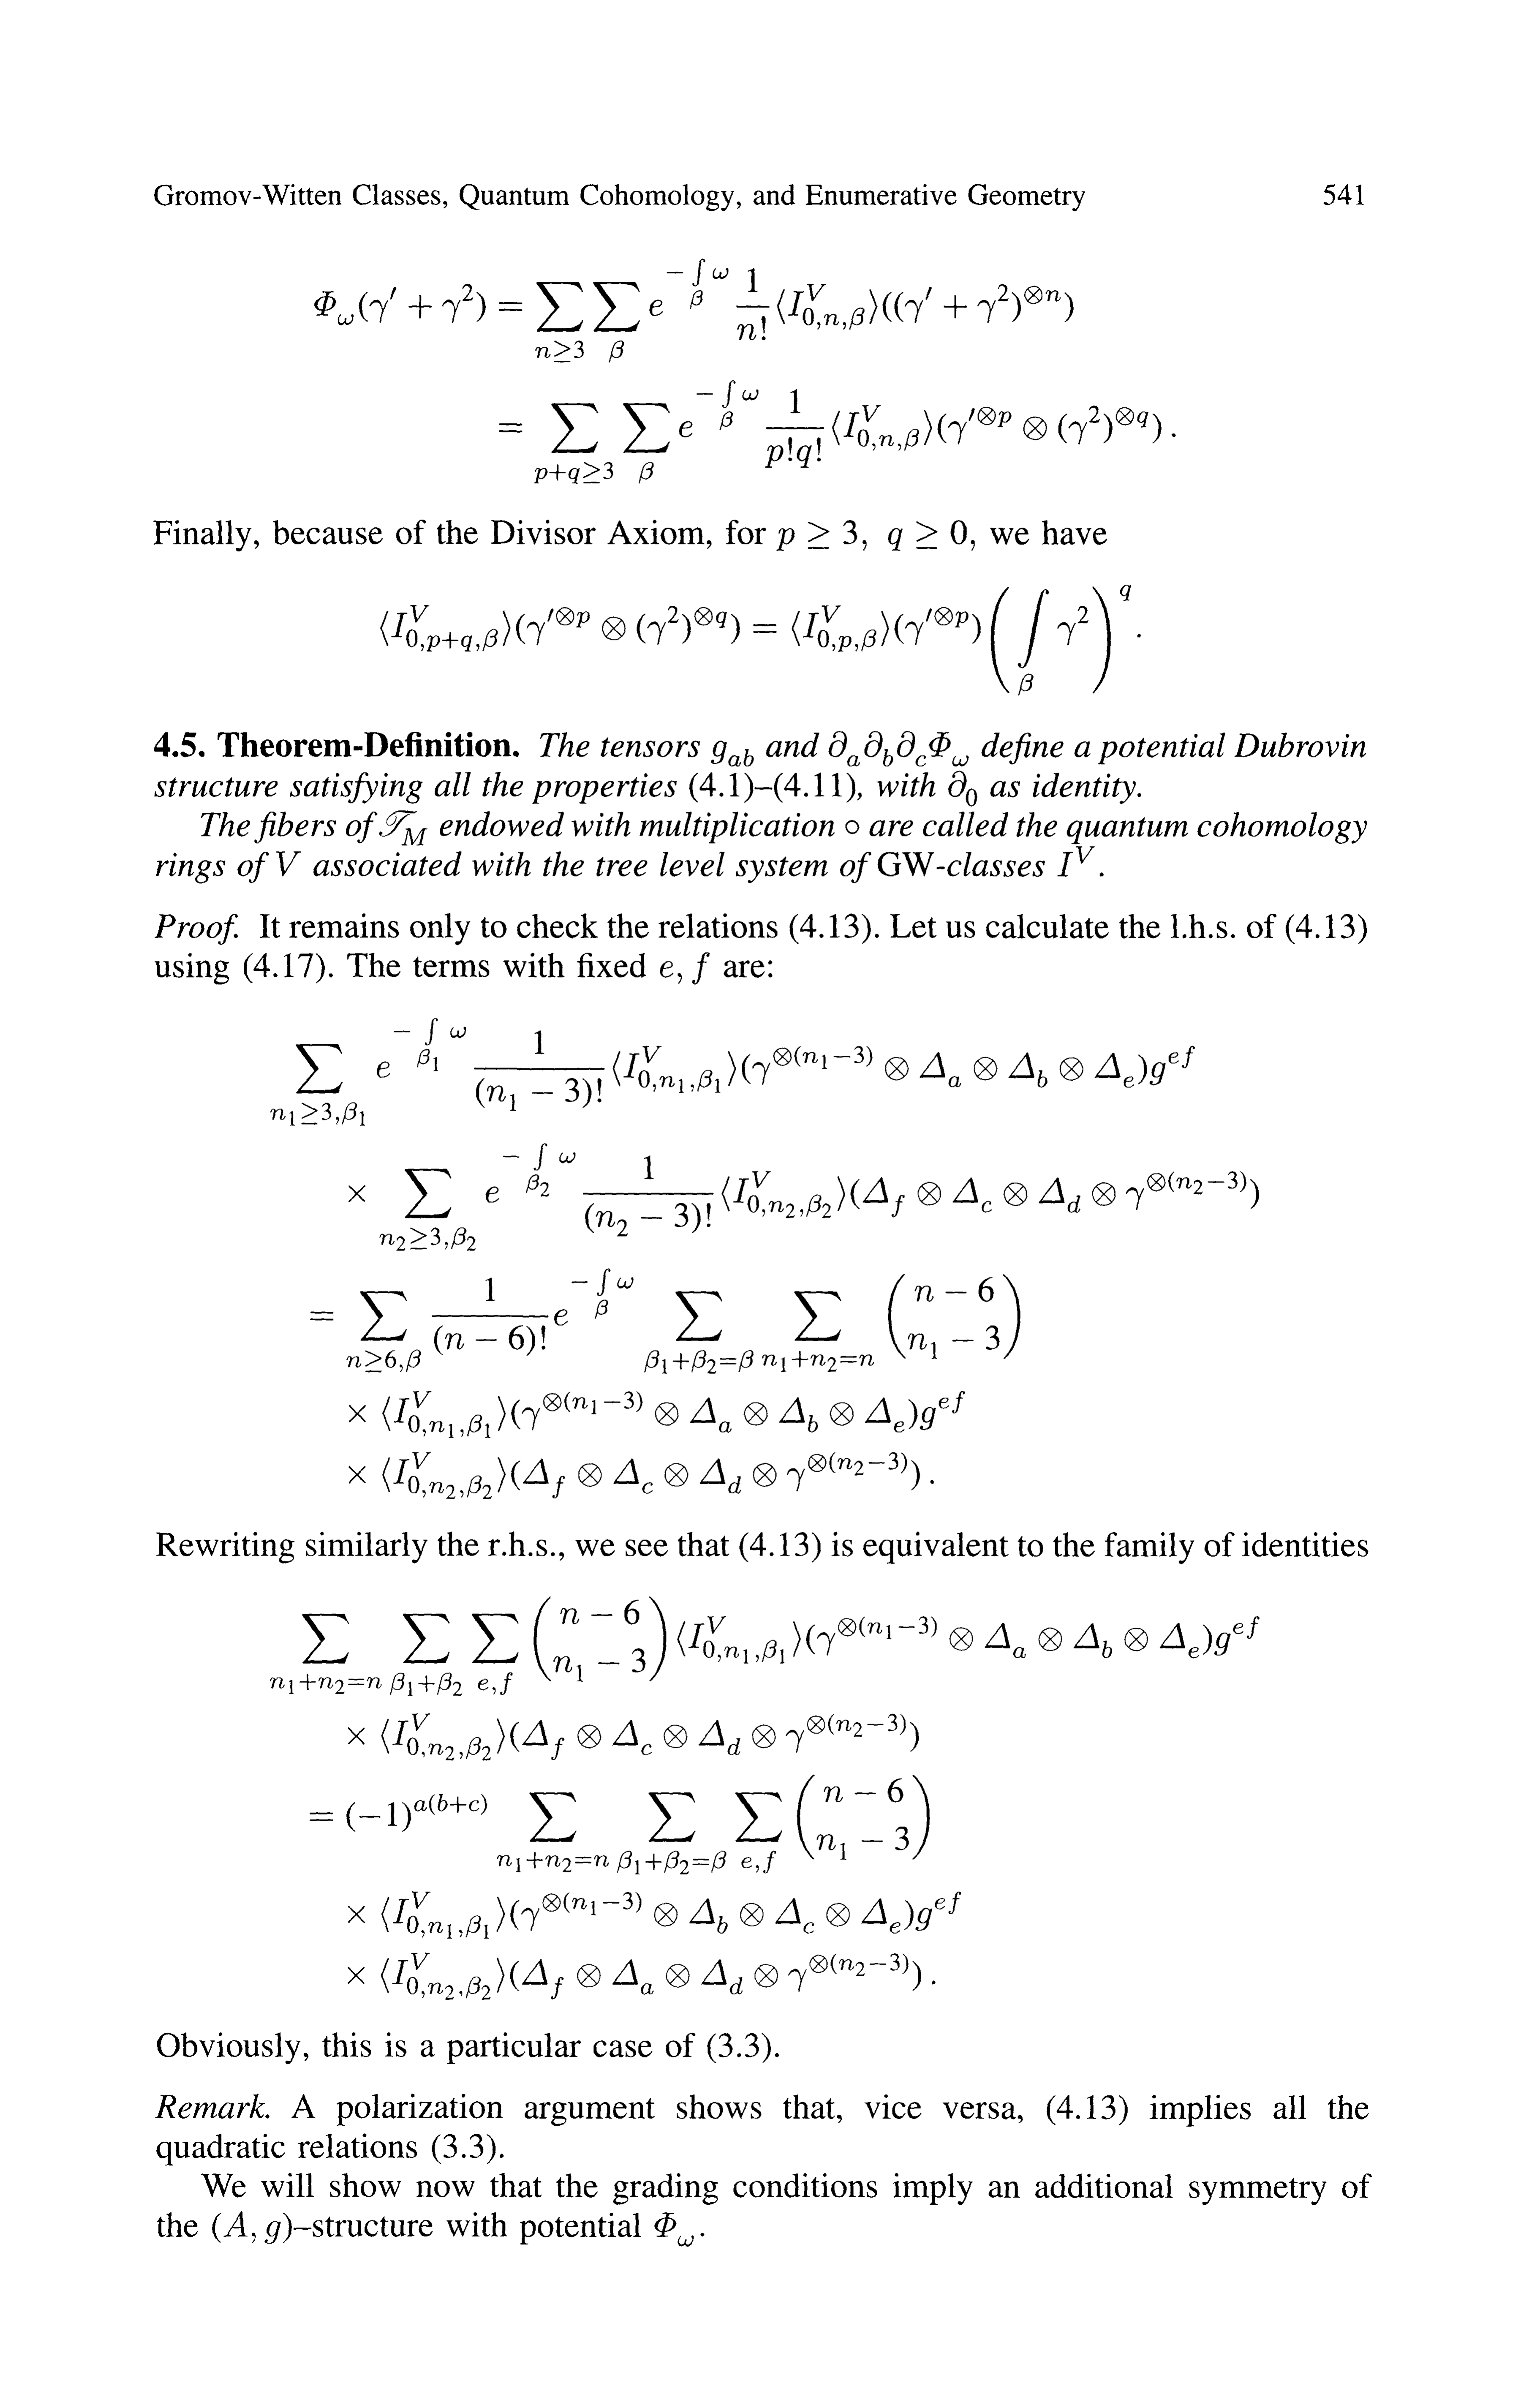 Gromov-Witten Classes, Quantum Cohomology, and Enumerative Geometry 541
$\Phi_\omega(\gamma' + \gamma^2) = \sum_{n\geq 3} \sum_\beta e^{-\int_\beta \omega} \frac{1}{n!} \langle I^V_{0,n,\beta}\rangle((\gamma' + \gamma^2)^{\otimes n})$
$= \sum_{p+q\geq 3} \sum_\beta e^{-\int_\beta \omega} \frac{1}{p!q!} \langle I^V_{0,n,\beta}\rangle(\gamma'^{\otimes p} \otimes (\gamma^2)^{\otimes q}).$
Finally, because of the Divisor Axiom, for $p \geq 3$, $q \geq 0$, we have
$\langle I^V_{0,p+q,\beta}\rangle(\gamma'^{\otimes p} \otimes (\gamma^2)^{\otimes q}) = \langle I^V_{0,p,\beta}\rangle(\gamma'^{\otimes p}) \left( \int_\beta \gamma^2 \right)^q.$
4.5. Theorem-Definition. The tensors $g_{ab}$ and $\partial_a\partial_b\partial_c\Phi_\omega$ define a potential Dubrovin
structure satisfying all the properties (4.1)–(4.11), with $\partial_0$ as identity.
The fibers of $\mathcal{T}_M$ endowed with multiplication $\circ$ are called the quantum cohomology
rings of V associated with the tree level system of GW-classes $I^V$.
Proof. It remains only to check the relations (4.13). Let us calculate the l.h.s. of (4.13)
using (4.17). The terms with fixed $e, f$ are:
$\sum_{n_1\geq 3,\beta_1} e^{-\int_{\beta_1} \omega} \frac{1}{(n_1 - 3)!} \langle I^V_{0,n_1,\beta_1}\rangle(\gamma^{\otimes(n_1-3)} \otimes \Delta_a \otimes \Delta_b \otimes \Delta_e)g^{ef}$
$\times \sum_{n_2\geq 3,\beta_2} e^{-\int_{\beta_2} \omega} \frac{1}{(n_2 - 3)!} \langle I^V_{0,n_2,\beta_2}\rangle(\Delta_f \otimes \Delta_c \otimes \Delta_d \otimes \gamma^{\otimes(n_2-3)})$
$= \sum_{n\geq 6,\beta} \frac{1}{(n - 6)!} e^{-\int_\beta \omega} \sum_{\beta_1+\beta_2=\beta} \sum_{n_1+n_2=n} \binom{n - 6}{n_1 - 3}$
$\times \langle I^V_{0,n_1,\beta_1}\rangle(\gamma^{\otimes(n_1-3)} \otimes \Delta_a \otimes \Delta_b \otimes \Delta_e)g^{ef}$
$\times \langle I^V_{0,n_2,\beta_2}\rangle(\Delta_f \otimes \Delta_c \otimes \Delta_d \otimes \gamma^{\otimes(n_2-3)}).$
Rewriting similarly the r.h.s., we see that (4.13) is equivalent to the family of identities
$\sum_{n_1+n_2=n} \sum_{\beta_1+\beta_2} \sum_{e,f} \binom{n - 6}{n_1 - 3} \langle I^V_{0,n_1,\beta_1}\rangle(\gamma^{\otimes(n_1-3)} \otimes \Delta_a \otimes \Delta_b \otimes \Delta_e)g^{ef}$
$\times \langle I^V_{0,n_2,\beta_2}\rangle(\Delta_f \otimes \Delta_c \otimes \Delta_d \otimes \gamma^{\otimes(n_2-3)})$
$= (-1)^{a(b+c)} \sum_{n_1+n_2=n} \sum_{\beta_1+\beta_2=\beta} \sum_{e,f} \binom{n - 6}{n_1 - 3}$
$\times \langle I^V_{0,n_1,\beta_1}\rangle(\gamma^{\otimes(n_1-3)} \otimes \Delta_b \otimes \Delta_c \otimes \Delta_e)g^{ef}$
$\times \langle I^V_{0,n_2,\beta_2}\rangle(\Delta_f \otimes \Delta_a \otimes \Delta_d \otimes \gamma^{\otimes(n_2-3)}).$
Obviously, this is a particular case of (3.3).
Remark. A polarization argument shows that, vice versa, (4.13) implies all the
quadratic relations (3.3).
We will show now that the grading conditions imply an additional symmetry of
the $(A, g)$–structure with potential $\Phi_\omega$.